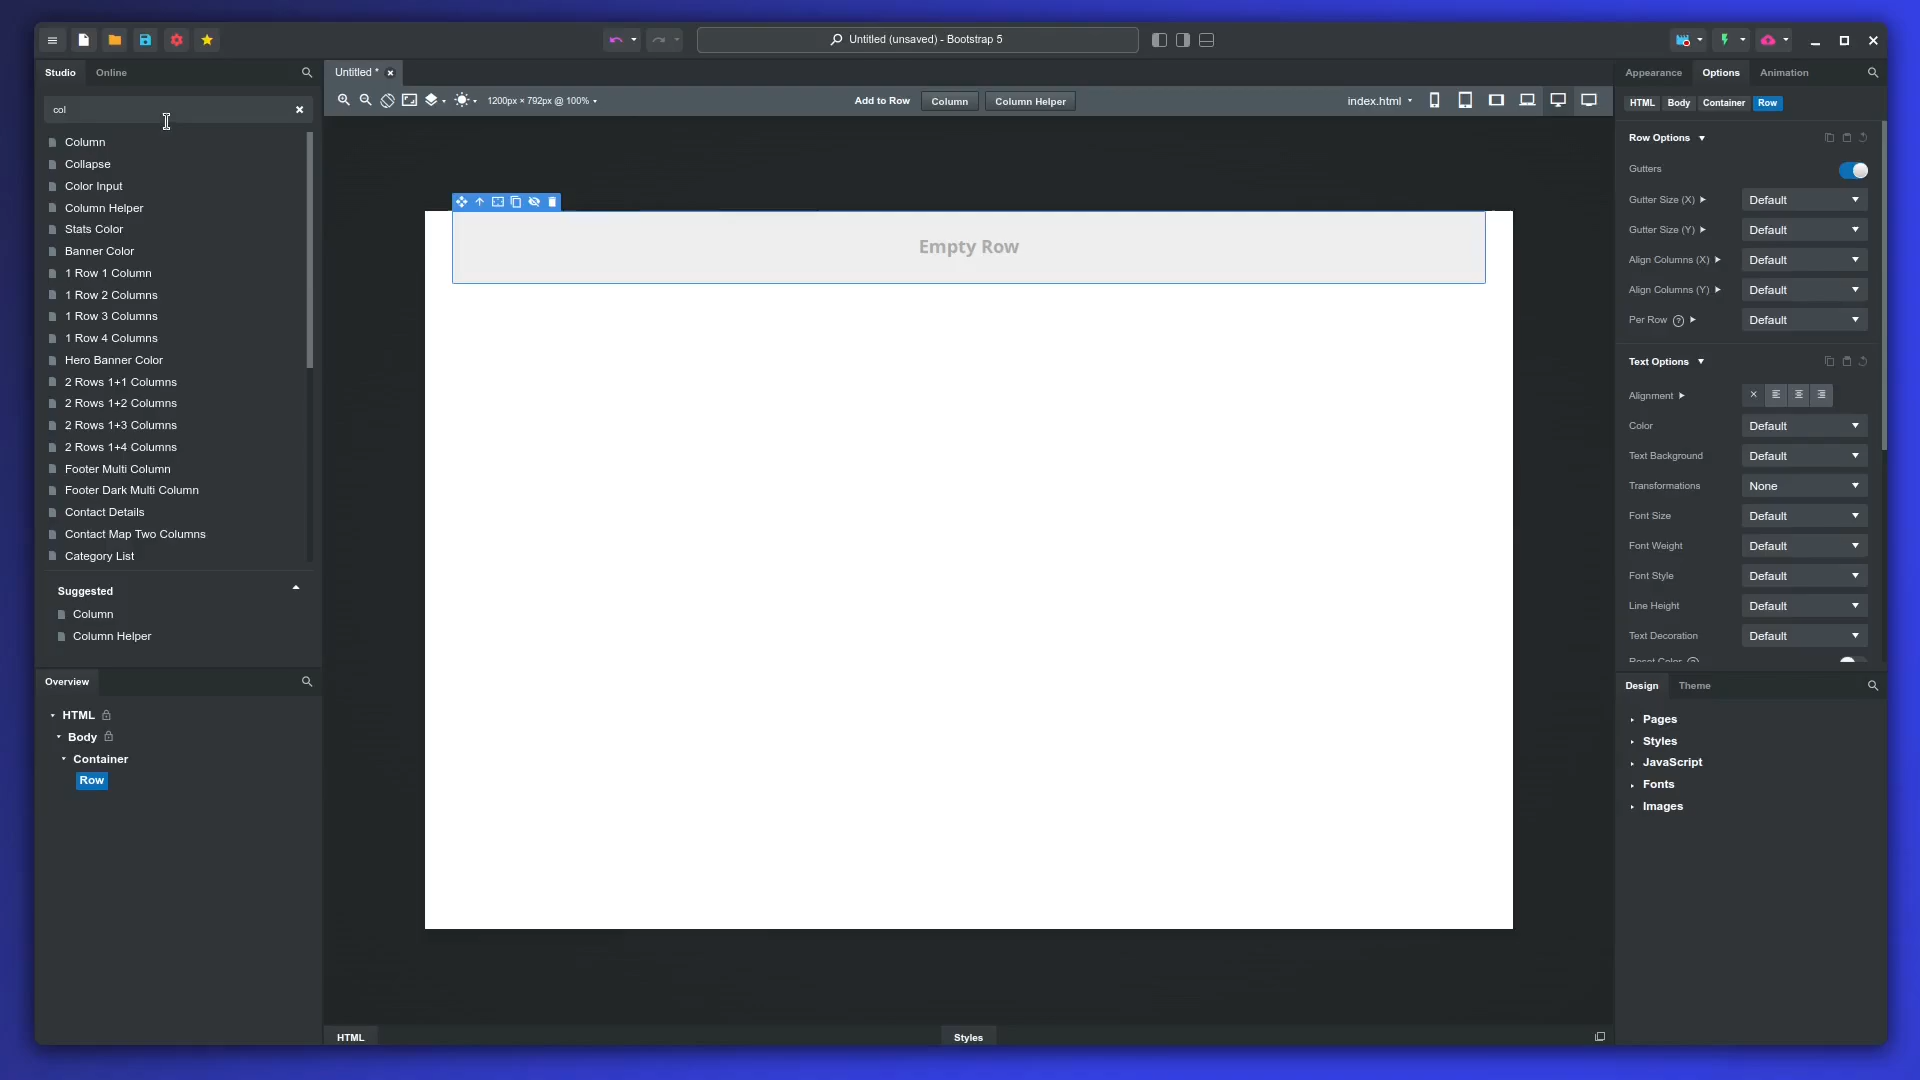 Untitled (unsaved) - Bootstrap 5
Studio
Online
col
Column
Collapse
Color Input
Column Helper
Stats Color
Banner Color
1 Row 1 Column
1 Row 2 Columns
1 Row 3 Columns
1 Row 4 Columns
Hero Banner Color
2 Rows 1+1 Columns
2 Rows 1+2 Columns
2 Rows 1+3 Columns
2 Rows 1+4 Columns
Footer Multi Column
Footer Dark Multi Column
Contact Details
Contact Map Two Columns
Category List
Suggested
Column
Column Helper
Overview
HTML
Body
Container
Row
Untitled *
1200px × 792px @ 100%
Add to Row
Column
Column Helper
index.html
Empty Row
HTML
Styles
Appearance
Options
Animation
HTML
Body
Container
Row
Row Options
Gutters
Gutter Size (X) Default
Gutter Size (Y) Default
Align Columns (X) Default
Align Columns (Y) Default
Per Row ? Default
Text Options
Alignment
Color Default
Text Background Default
Transformations None
Font Size Default
Font Weight Default
Font Style Default
Line Height Default
Text Decoration Default
Reset Color
Design
Theme
Pages
Styles
JavaScript
Fonts
Images